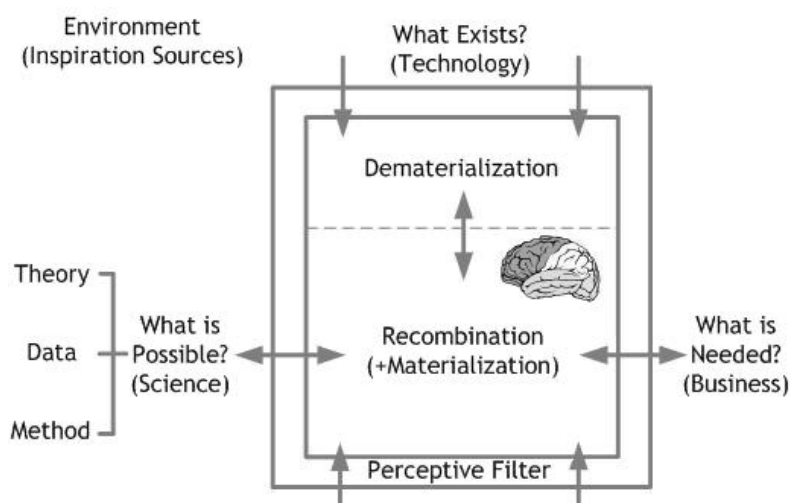 Environment
(Inspiration Sources)
What Exists?
(Technology)
Dematerialization
Theory
Data
Method
What is
Possible?
(Science)
Recombination
(+Materialization)
What is
Needed?
(Business)
Perceptive Filter